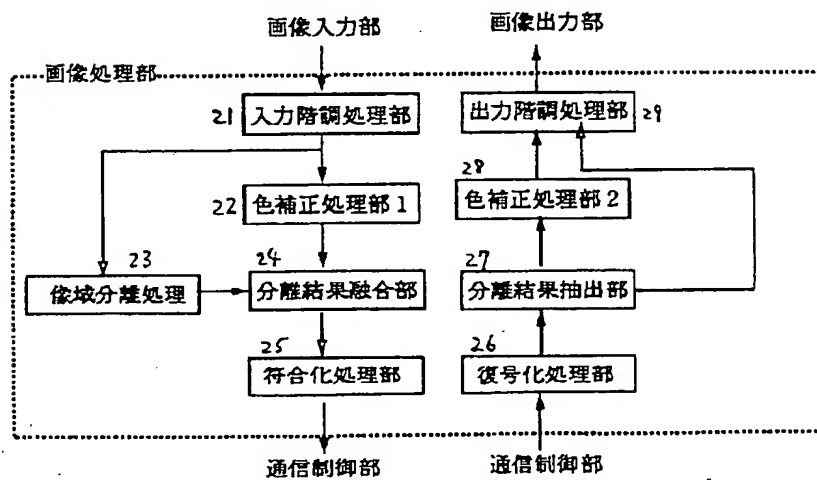 画像入力部
画像出力部
画像処理部
21 入力階調処理部
出力階調処理部 29
22 色補正処理部1
28
色補正処理部2
23
像域分離処理
24
分離結果融合部
27
分離結果抽出部
25
符合化処理部
26
復号化処理部
通信制御部
通信制御部